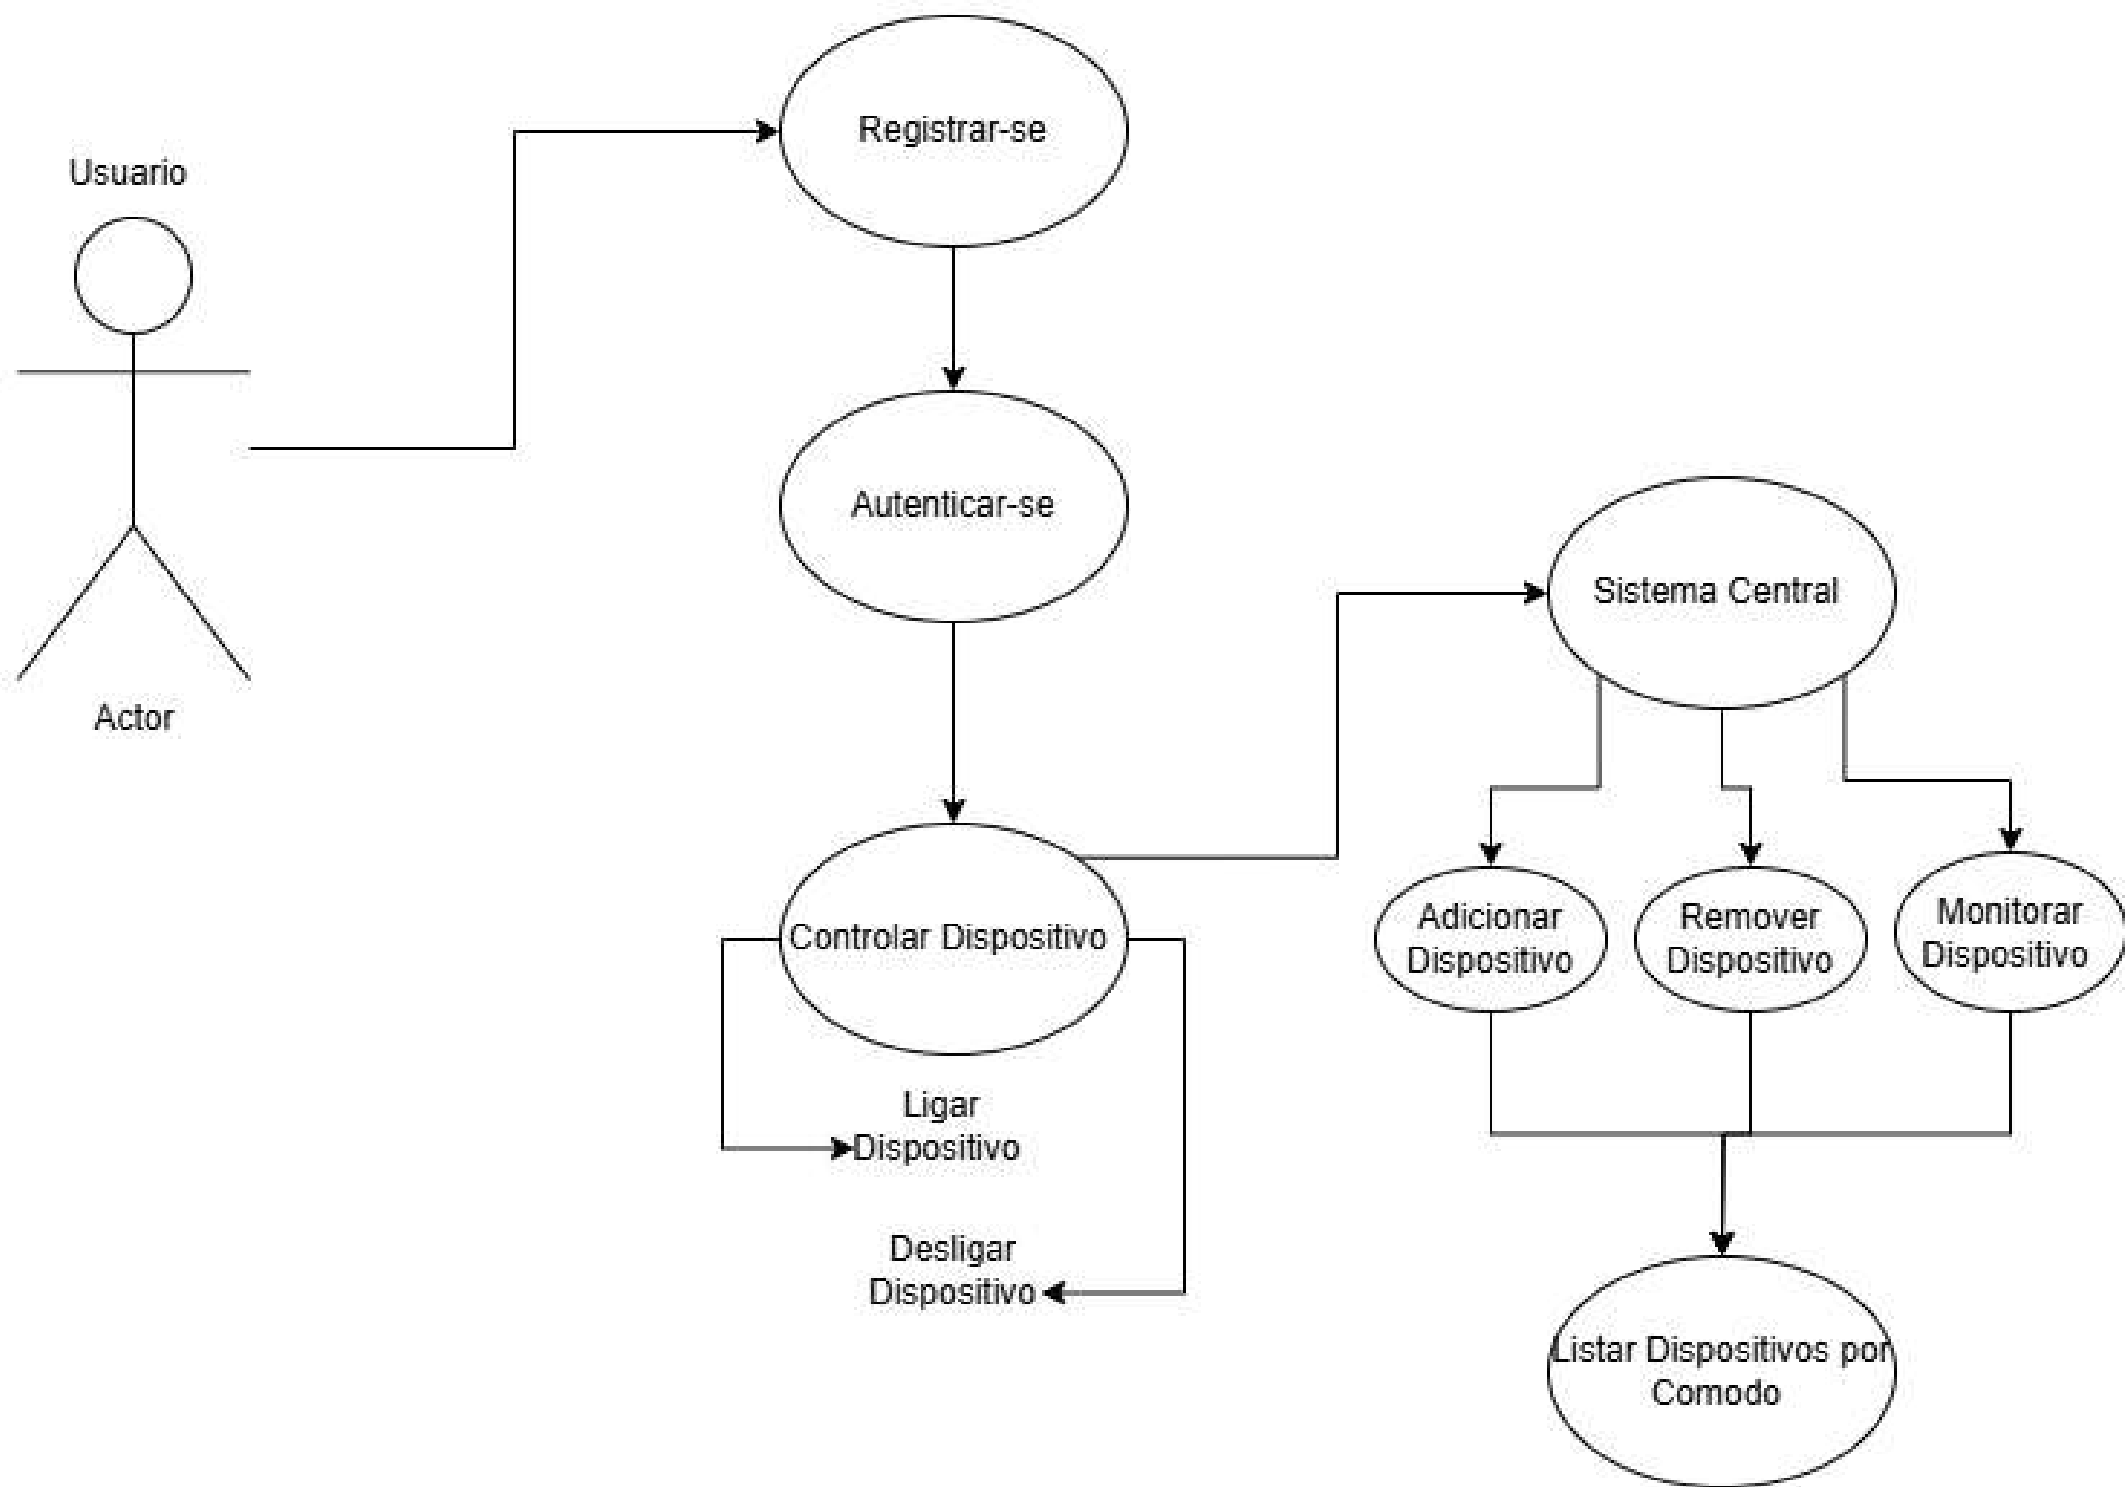 Registrar-se
Usuario
Autenticar-se
Sistema Central
Actor
Controlar Dispositivo
Adicionar
Dispositivo
Remover
Dispositivo
Monitorar
Dispositivo
Ligar
Dispositivo
Desligar
Dispositivo
Listar Dispositivos por
Comodo